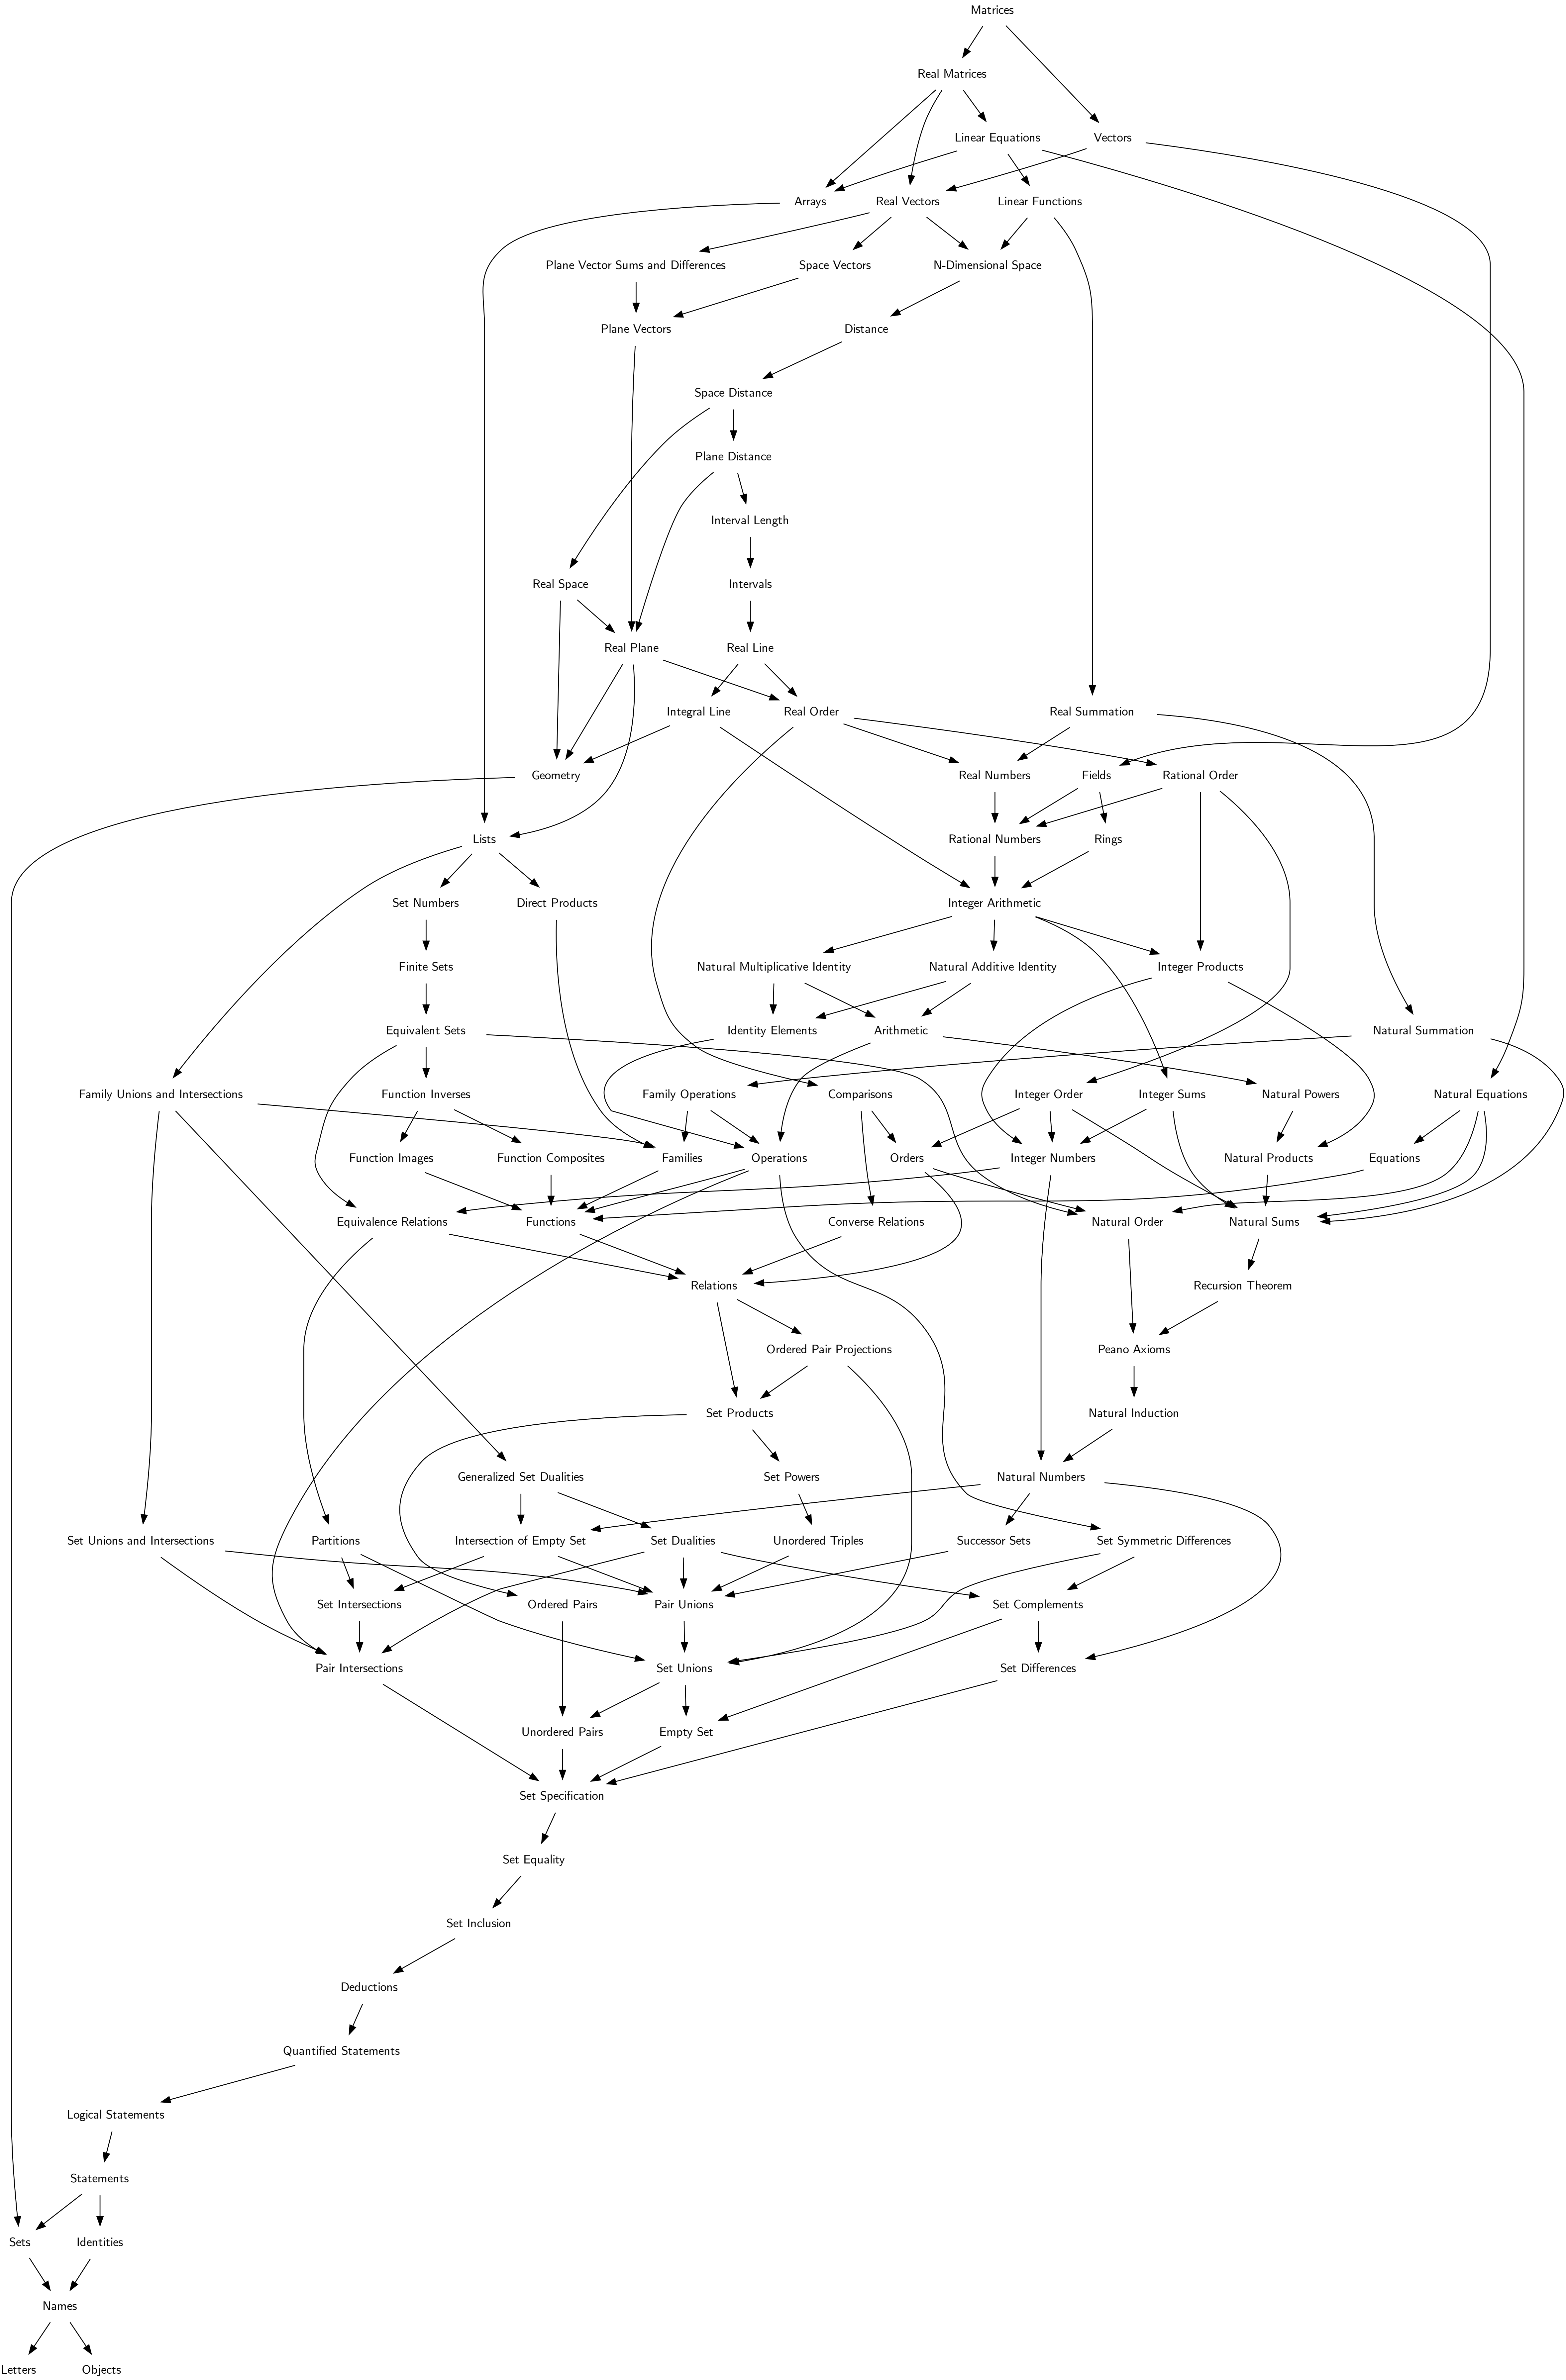 Matrices
Real Matrices
Linear Equations
Vectors
Arrays
Real Vectors
Linear Functions
Plane Vector Sums and Differences
Space Vectors
N-Dimensional Space
Plane Vectors
Distance
Space Distance
Plane Distance
Interval Length
Real Space
Intervals
Real Plane
Real Line
Integral Line
Real Order
Real Summation
Geometry
Real Numbers
Fields
Rational Order
Lists
Rational Numbers
Rings
Set Numbers
Direct Products
Integer Arithmetic
Finite Sets
Natural Multiplicative Identity
Natural Additive Identity
Integer Products
Equivalent Sets
Identity Elements
Arithmetic
Natural Summation
Family Unions and Intersections
Function Inverses
Family Operations
Comparisons
Integer Order
Integer Sums
Natural Powers
Natural Equations
Function Images
Function Composites
Families
Operations
Orders
Integer Numbers
Natural Products
Equations
Equivalence Relations
Functions
Converse Relations
Natural Order
Natural Sums
Relations
Recursion Theorem
Ordered Pair Projections
Peano Axioms
Set Products
Natural Induction
Generalized Set Dualities
Set Powers
Natural Numbers
Set Unions and Intersections
Partitions
Intersection of Empty Set
Set Dualities
Unordered Triples
Successor Sets
Set Symmetric Differences
Set Intersections
Ordered Pairs
Pair Unions
Set Complements
Pair Intersections
Set Unions
Set Differences
Unordered Pairs
Empty Set
Set Specification
Set Equality
Set Inclusion
Deductions
Quantified Statements
Logical Statements
Statements
Sets
Identities
Names
Letters
Objects